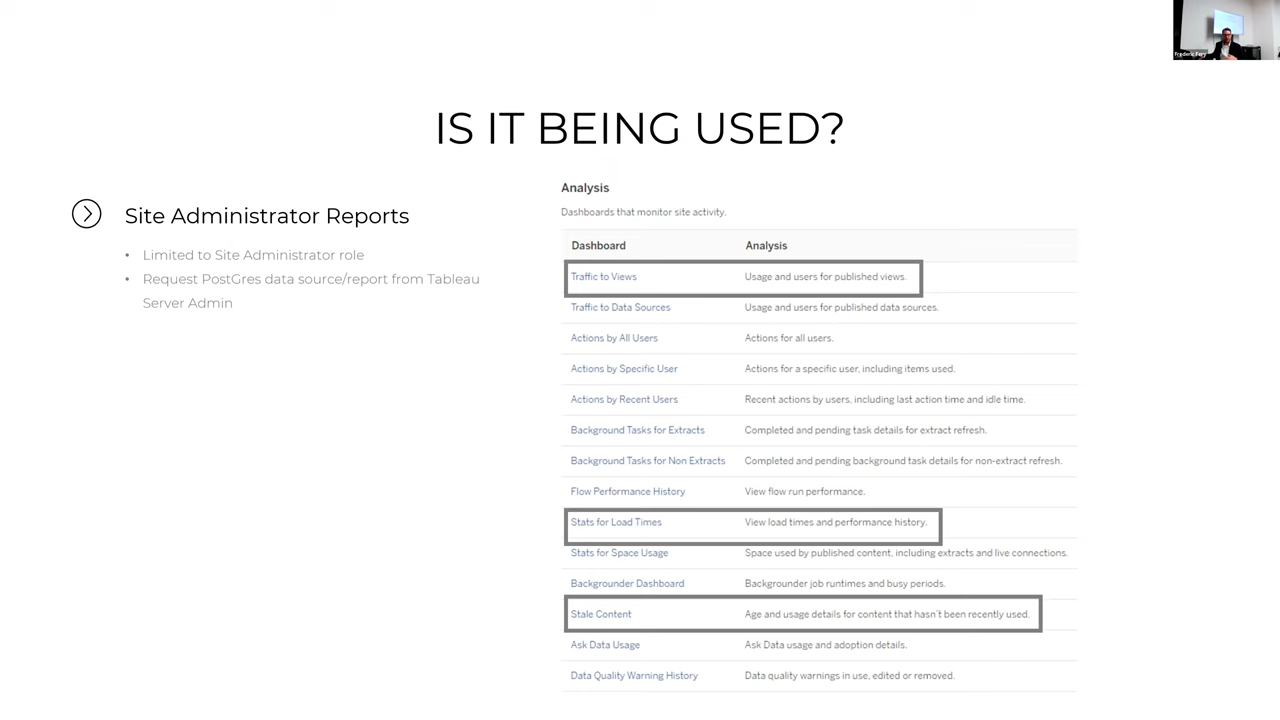 IS IT BEING USED?
Site Administrator Reports
• Limited to Site Administrator role
• Request PostGres data source/report from Tableau
Server Admin
Analysis
Dashboards that monitor site activity.
Dashboard Analysis
Traffic to Views Usage and users for published views.
Traffic to Data Sources Usage and users for published data sources.
Actions by All Users Actions for all users.
Actions by Specific User Actions for a specific user, including items used.
Actions by Recent Users Recent actions by users, including last action time and idle time.
Background Tasks for Extracts Completed and pending task details for extract refresh.
Background Tasks for Non Extracts Completed and pending background task details for non-extract refresh.
Flow Performance History View flow run performance.
Stats for Load Times View load times and performance history.
Stats for Space Usage Space used by published content, including extracts and live connections.
Backgrounder Dashboard Backgrounder job runtimes and busy periods.
Stale Content Age and usage details for content that hasn't been recently used.
Ask Data Usage Ask Data usage and adoption details.
Data Quality Warning History Data quality warnings in use, edited or removed.
Frederic Fery